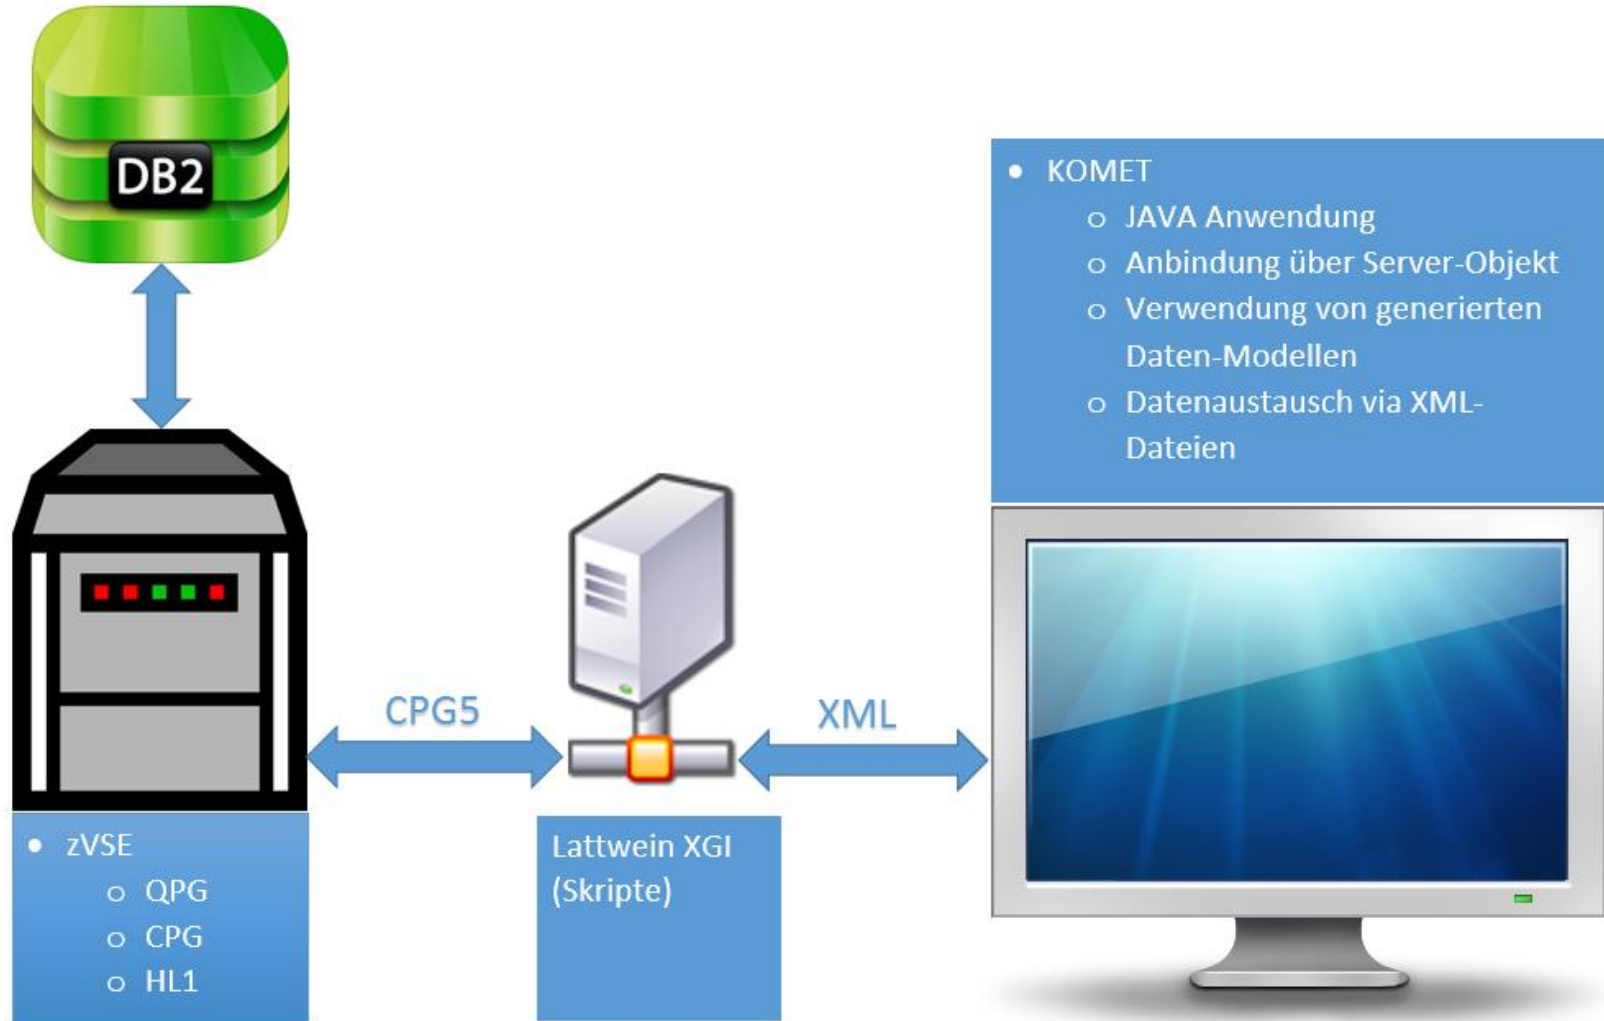 DB2
• KOMET
o JAVA Anwendung
o Anbindung über Server-Objekt
o Verwendung von generierten
Daten-Modellen
o Datenaustausch via XML-
Dateien
CPG5
XML
• zVSE
o QPG
o CPG
o HL1
Lattwein XGI
(Skripte)